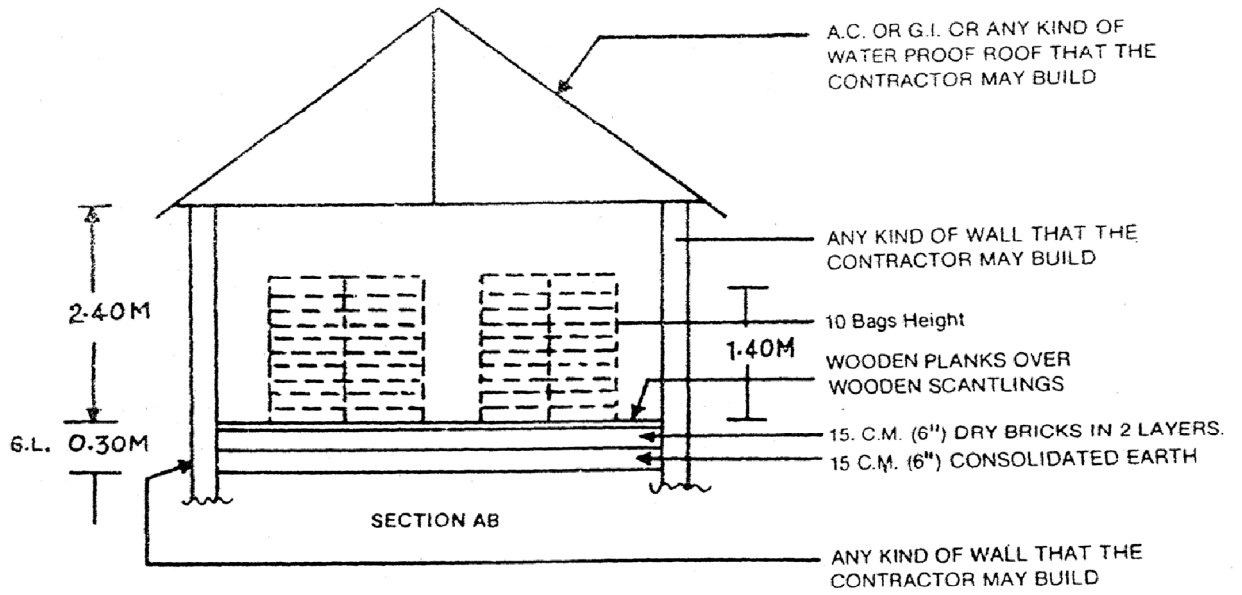 A.C. OR G.I. OR ANY KIND OF
WATER PROOF ROOF THAT THE
CONTRACTOR MAY BUILD
ANY KIND OF WALL THAT THE
CONTRACTOR MAY BUILD
2.40M
10 Bags Height
1.40M
WOODEN PLANKS OVER
WOODEN SCANTLINGS
G.L. 0.30M
15. C.M. (6") DRY BRICKS IN 2 LAYERS.
15 C.M. (6") CONSOLIDATED EARTH
SECTION AB
ANY KIND OF WALL THAT THE
CONTRACTOR MAY BUILD